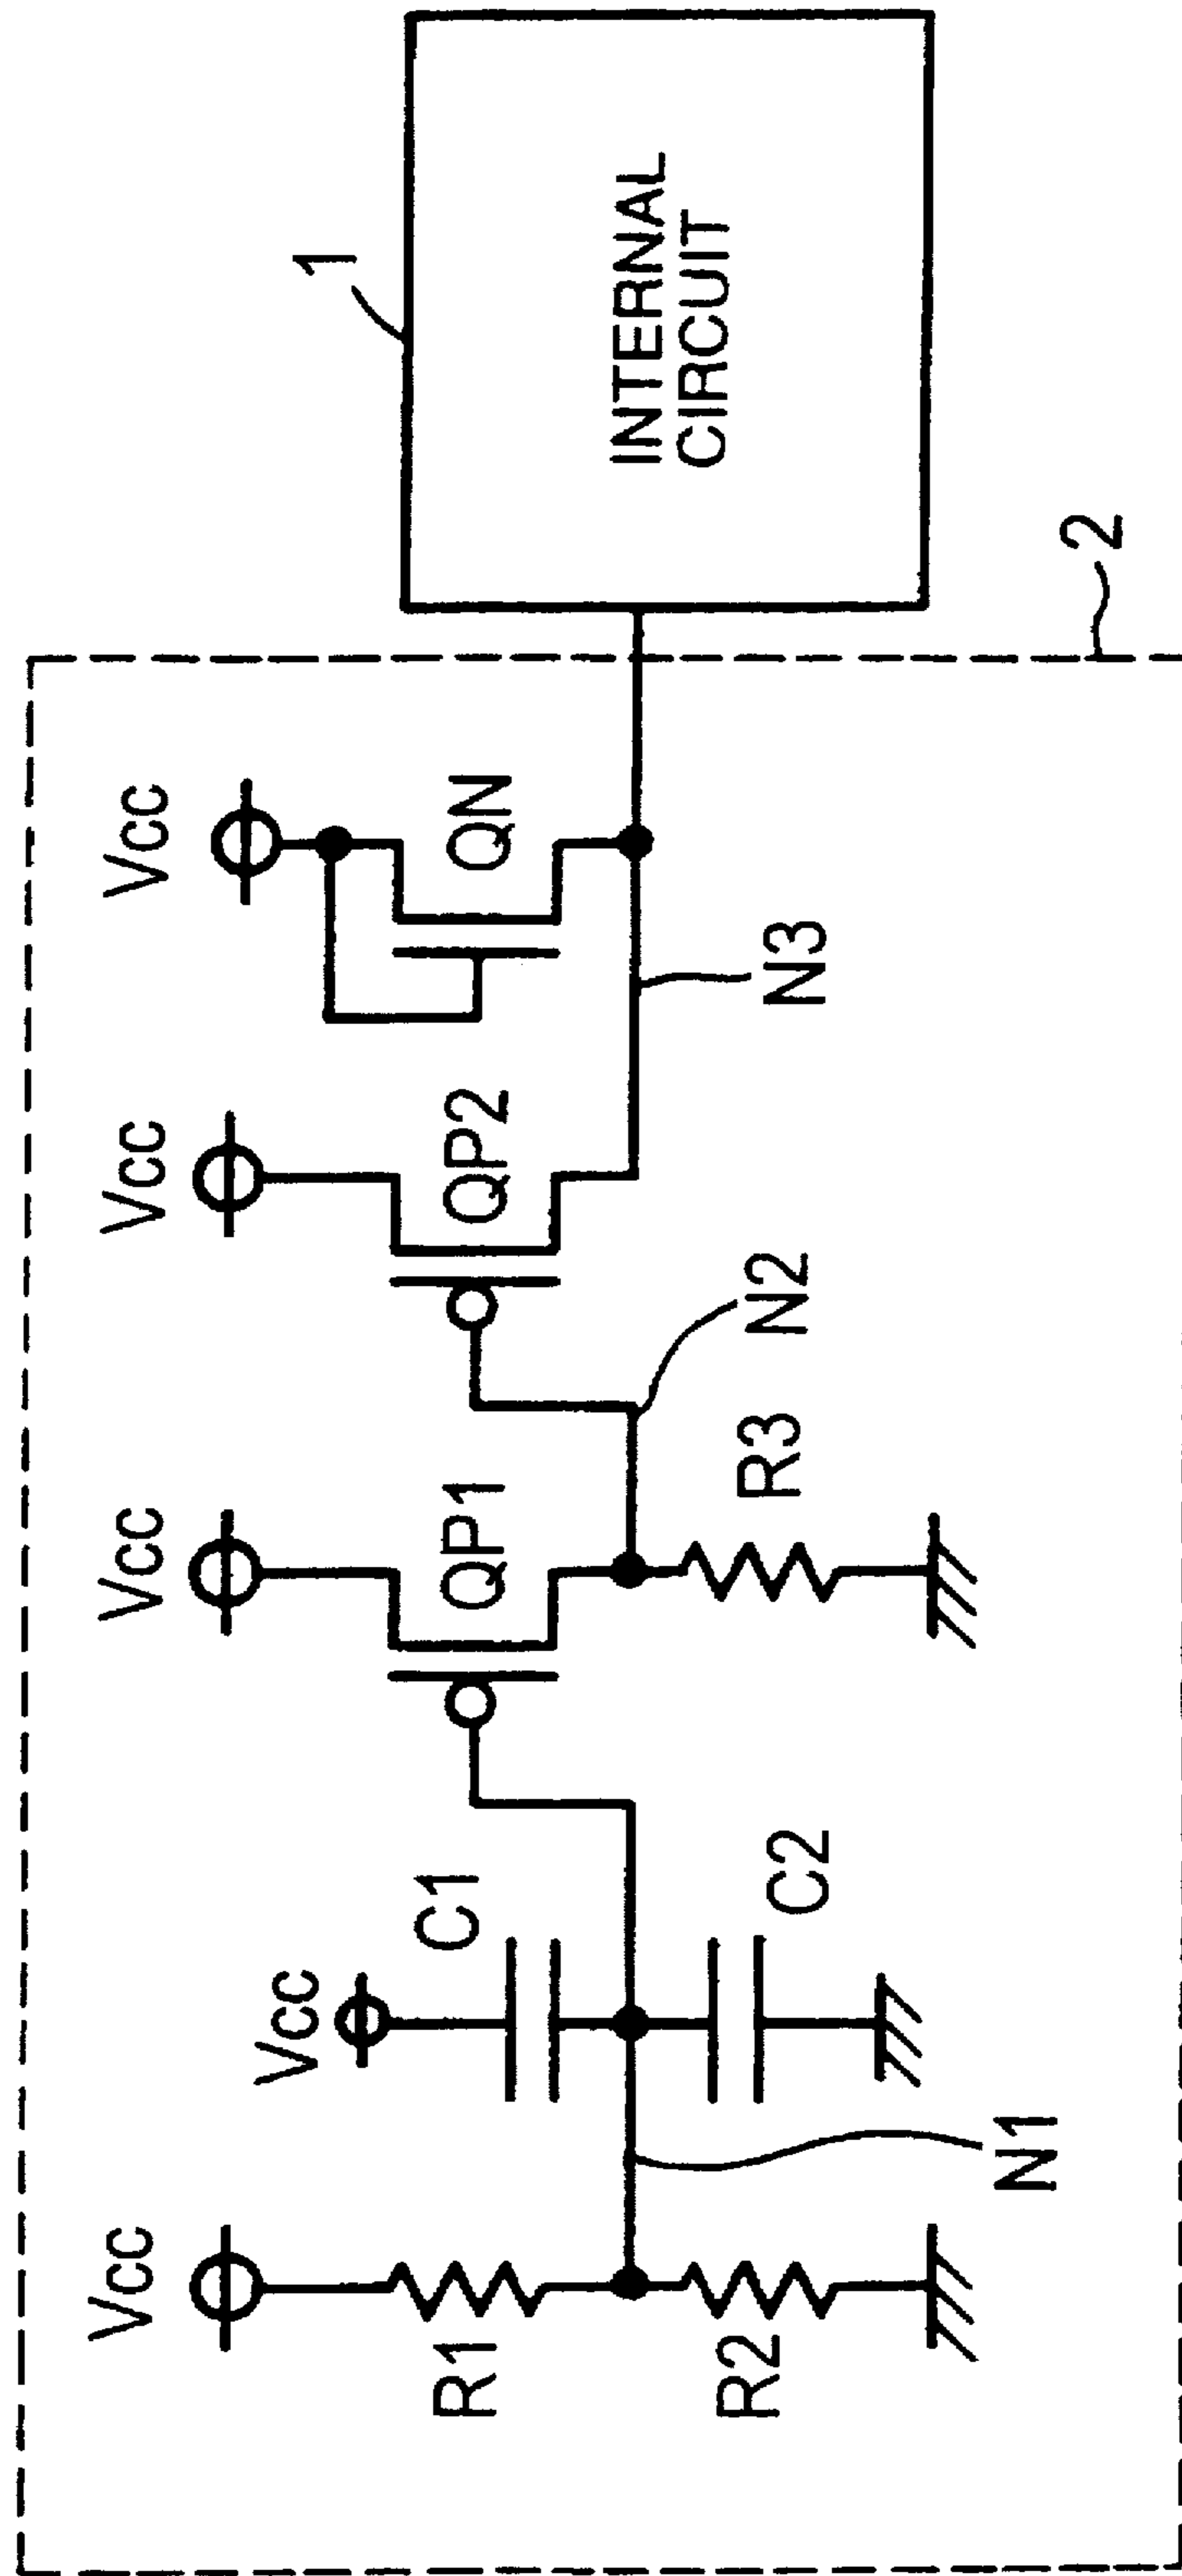 Vcc
R1
R2
N1
Vcc
C1
C2
Vcc
QP1
R3
N2
Vcc
QP2
N3
Vcc
QN
2
1
INTERNAL
CIRCUIT